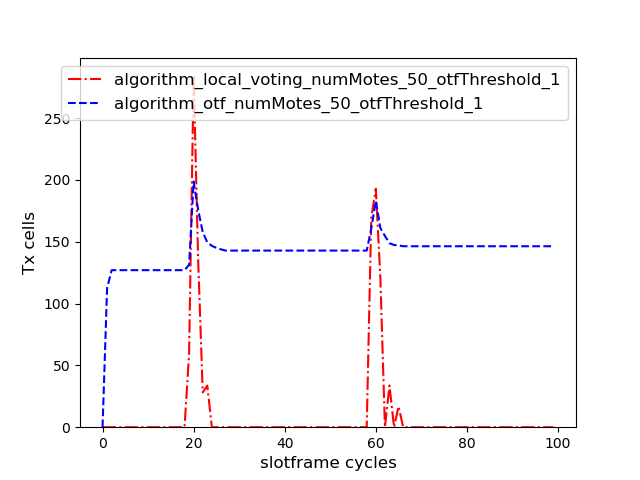 algorithm_local_voting_numMotes_50_otfThreshold_1
algorithm_otf_numMotes_50_otfThreshold_1
250
200
150
100
50
0
Tx cells
0 20 40 60 80 100
slotframe cycles